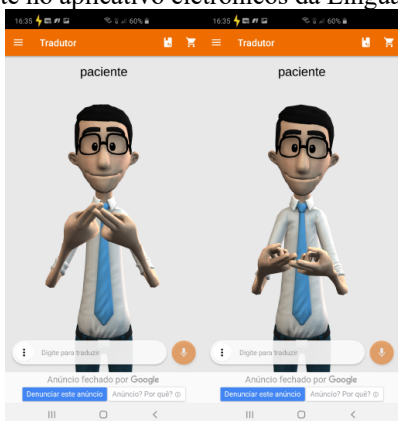 te no aplicativo eletrônicos da Língua
16:35 60%
16:35 60%
Tradutor
Tradutor
paciente
paciente
Digite para traduzir
Digite para traduzir
Anúncio fechado por Google
Anúncio fechado por Google
Denunciar este anúncio Anúncio? Por quê?
Denunciar este anúncio Anúncio? Por quê?